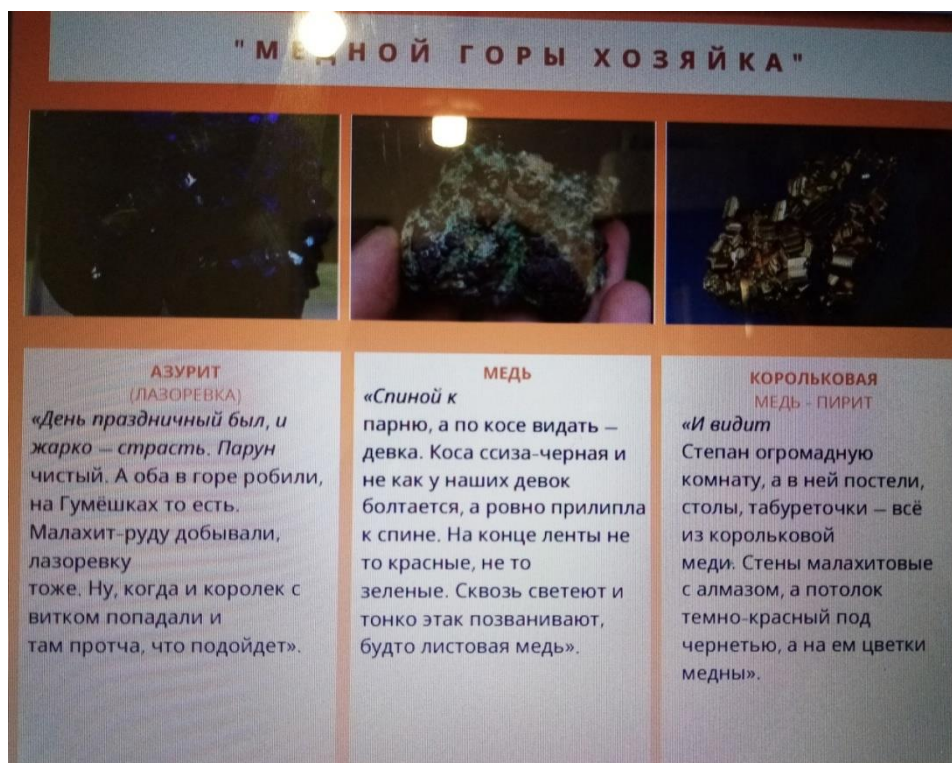 "МЕДНОЙ ГОРЫ ХОЗЯЙКА"
АЗУРИТ
(ЛАЗОРЕВКА)
«День праздничный был, и
жарко — страсть. Парун
чистый. А оба в горе робили,
на Гумёшках то есть.
Малахит-руду добывали,
лазоревку
тоже. Ну, когда и королек с
витком попадали и
там протча, что подойдет».
МЕДЬ
«Спиной к
парню, а по косе видать —
девка. Коса ссиза-черная и
не как у наших девок
болтается, а ровно прилипла
к спине. На конце ленты не
то красные, не то
зеленые. Сквозь светеют и
тонко этак позванивают,
будто листовая медь».
КОРОЛЬКОВАЯ
МЕДЬ - ПИРИТ
«И видит
Степан огромадную
комнату, а в ней постели,
столы, табуреточки — всё
из корольковой
меди. Стены малахитовые
с алмазом, а потолок
темно-красный под
чернетью, а на ем цветки
медны».